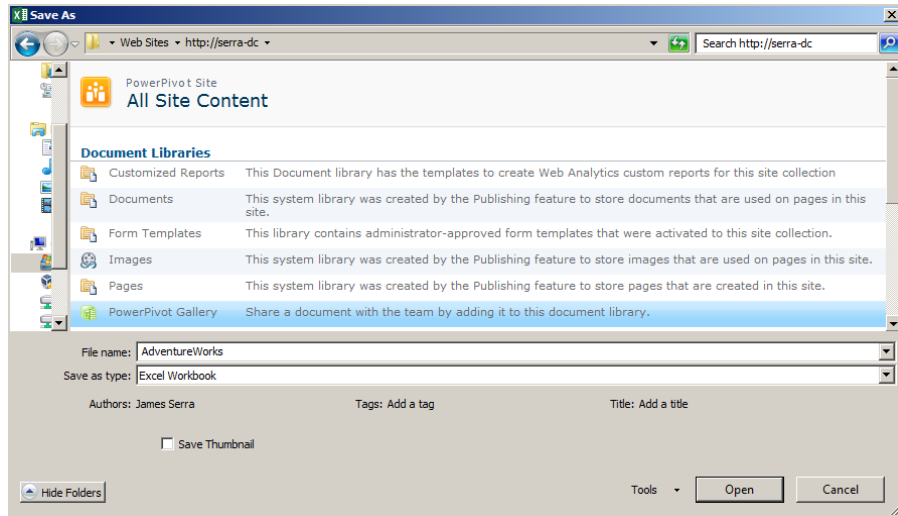 Save As
Web Sites http://serra-dc
Search http://serra-dc
PowerPivot Site
All Site Content
Document Libraries
Customized Reports This Document library has the templates to create Web Analytics custom reports for this site collection
Documents This system library was created by the Publishing feature to store documents that are used on pages in this
site.
Form Templates This library contains administrator-approved form templates that were activated to this site collection.
Images This system library was created by the Publishing feature to store images that are used on pages in this site.
Pages This system library was created by the Publishing feature to store pages that are created in this site.
PowerPivot Gallery Share a document with the team by adding it to this document library.
File name: AdventureWorks
Save as type: Excel Workbook
Authors: James Serra Tags: Add a tag Title: Add a title
Save Thumbnail
Hide Folders Tools Open Cancel